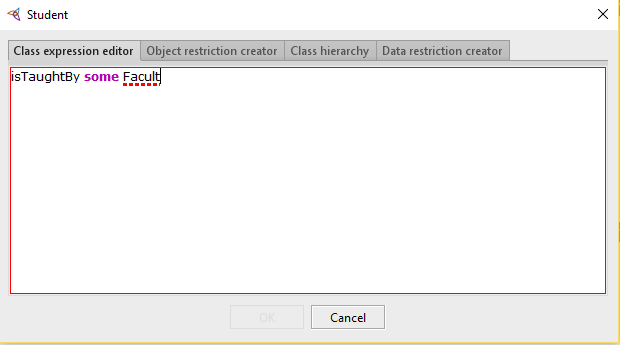 Student
Class expression editor Object restriction creator Class hierarchy Data restriction creator
isTaughtBy some Facult
OK Cancel